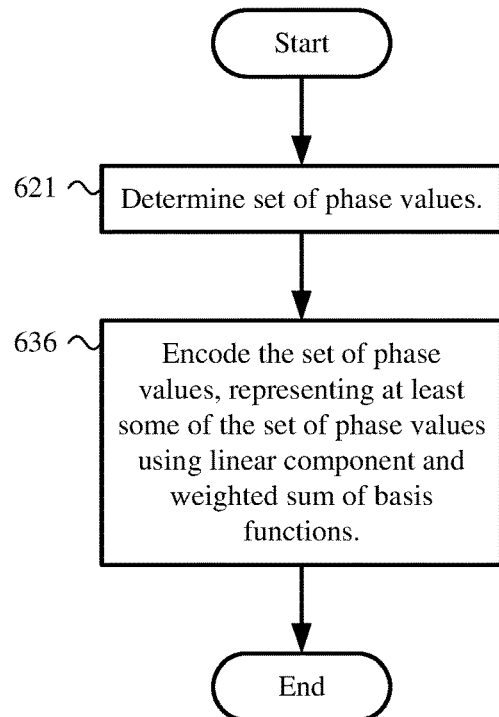 Start
621
Determine set of phase values.
636
Encode the set of phase
values, representing at least
some of the set of phase values
using linear component and
weighted sum of basis
functions.
End